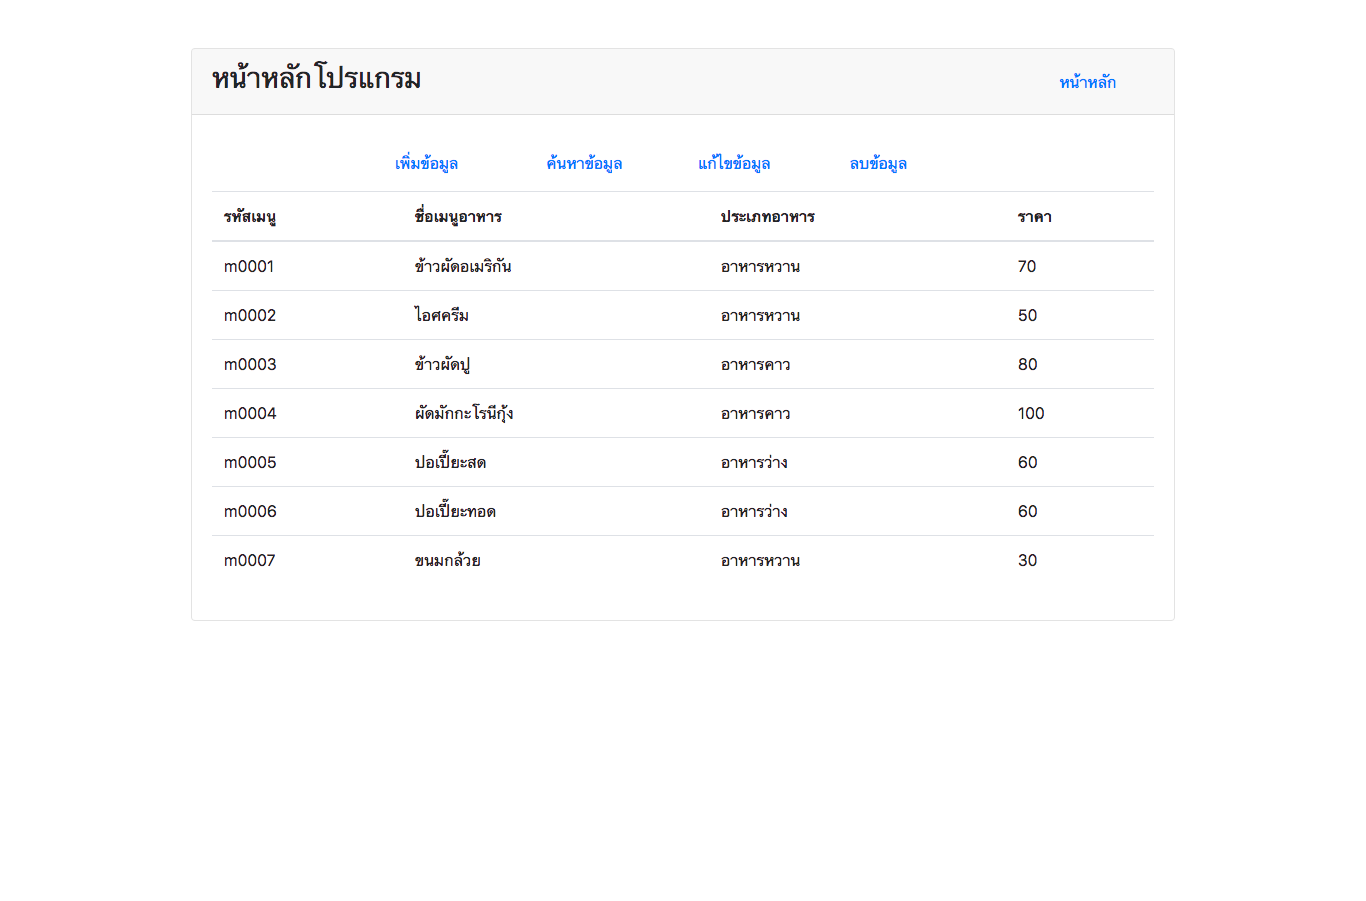 หน้าหลักโปรแกรม หน้าหลัก
เพิ่มข้อมูล ค้นหาข้อมูล แก้ไขข้อมูล ลบข้อมูล
รหัสเมนู ชื่อเมนูอาหาร ประเภทอาหาร ราคา
m0001 ข้าวผัดอเมริกัน อาหารหวาน 70
m0002 ไอศครีม อาหารหวาน 50
m0003 ข้าวผัดปู อาหารคาว 80
m0004 ผัดมักกะโรนีกุ้ง อาหารคาว 100
m0005 ปอเปี๊ยะสด อาหารว่าง 60
m0006 ปอเปี๊ยะทอด อาหารว่าง 60
m0007 ขนมกล้วย อาหารหวาน 30